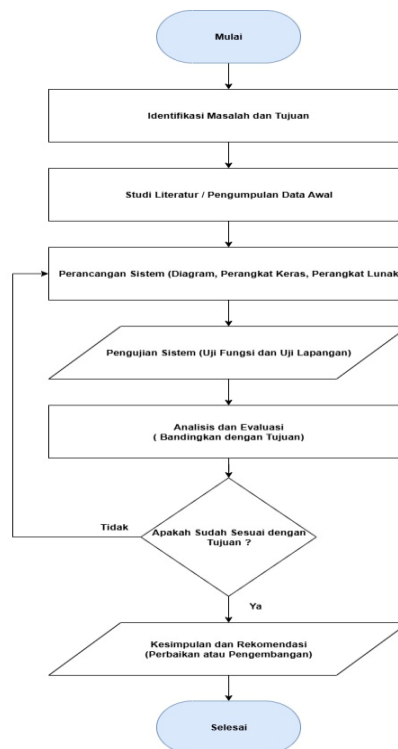 Mulai
Identifikasi Masalah dan Tujuan
Studi Literatur / Pengumpulan Data Awal
Perancangan Sistem (Diagram, Perangkat Keras, Perangkat Lunak
Pengujian Sistem (Uji Fungsi dan Uji Lapangan)
Analisis dan Evaluasi
( Bandingkan dengan Tujuan)
Apakah Sudah Sesuai dengan
Tujuan ?
Tidak
Ya
Kesimpulan dan Rekomendasi
(Perbaikan atau Pengembangan)
Selesai